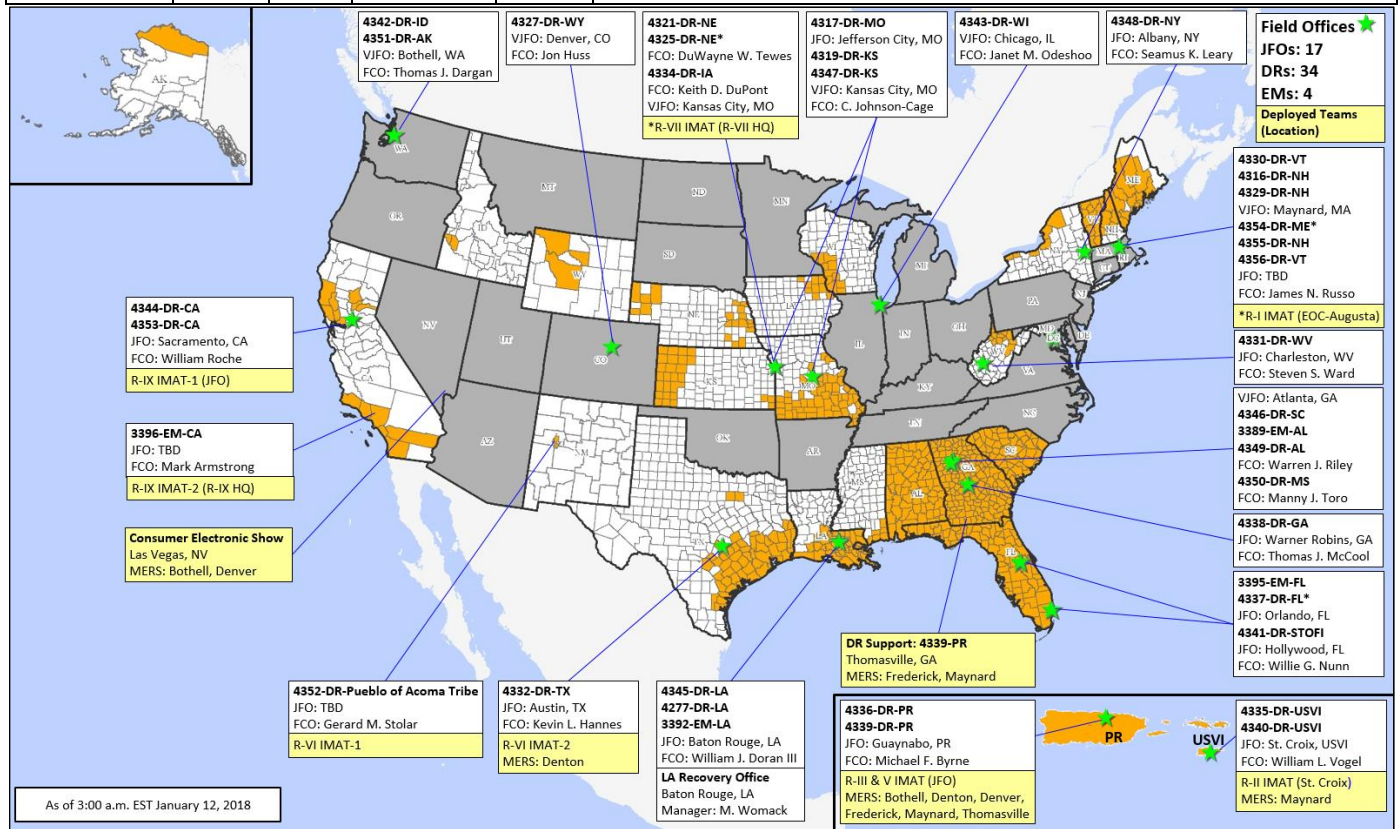 4342-DR-ID
4351-DR-AK
VJFO: Bothell, WA
FCO: Thomas J. Dargan
4327-DR-WY
VJFO: Denver, CO
FCO: Jon Huss
4321-DR-NE
4325-DR-NE*
FCO: DuWayne W. Tewes
4334-DR-IA
FCO: Keith D. DuPont
VJFO: Kansas City, MO
*R-VII IMAT (R-VII HQ)
4317-DR-MO
JFO: Jefferson City, MO
4319-DR-KS
4347-DR-KS
VJFO: Kansas City, MO
FCO: C. Johnson-Cage
4343-DR-WI
VJFO: Chicago, IL
FCO: Janet M. Odeshoo
4348-DR-NY
JFO: Albany, NY
FCO: Seamus K. Leary
Field Offices
JFOs: 17
DRs: 34
EMs: 4
Deployed Teams
(Location)
4330-DR-VT
4316-DR-NH
4329-DR-NH
VJFO: Maynard, MA
4354-DR-ME*
4355-DR-NH
4356-DR-VT
JFO: TBD
FCO: James N. Russo
*R-I IMAT (EOC-Augusta)
4331-DR-WV
JFO: Charleston, WV
FCO: Steven S. Ward
VJFO: Atlanta, GA
4346-DR-SC
3389-EM-AL
4349-DR-AL
FCO: Warren J. Riley
4350-DR-MS
FCO: Manny J. Toro
4338-DR-GA
JFO: Warner Robins, GA
FCO: Thomas J. McCool
3395-EM-FL
4337-DR-FL*
JFO: Orlando, FL
4341-DR-STOFI
JFO: Hollywood, FL
FCO: Willie G. Nunn
4344-DR-CA
4353-DR-CA
JFO: Sacramento, CA
FCO: William Roche
R-IX IMAT-1 (JFO)
3396-EM-CA
JFO: TBD
FCO: Mark Armstrong
R-IX IMAT-2 (R-IX HQ)
Consumer Electronic Show
Las Vegas, NV
MERS: Bothell, Denver
AK
WA
MT
ND
MN
OR
ID
WY
SD
WI
MI
NY
ME
VT
NH
MA
RI
CT
PA
NJ
NV
UT
CO
NE
IA
IL
IN
OH
WV
MD
DC
DE
VA
CA
KS
MO
KY
AZ
NM
OK
AR
TN
NC
SC
TX
LA
MS
AL
GA
FL
DR Support: 4339-PR
Thomasville, GA
MERS: Frederick, Maynard
4352-DR-Pueblo of Acoma Tribe
JFO: TBD
FCO: Gerard M. Stolar
R-VI IMAT-1
4332-DR-TX
JFO: Austin, TX
FCO: Kevin L. Hannes
R-VI IMAT-2
MERS: Denton
4345-DR-LA
4277-DR-LA
3392-EM-LA
JFO: Baton Rouge, LA
FCO: William J. Doran III
LA Recovery Office
Baton Rouge, LA
Manager: M. Womack
4336-DR-PR
4339-DR-PR
JFO: Guaynabo, PR
FCO: Michael F. Byrne
R-III & V IMAT (JFO)
MERS: Bothell, Denton, Denver,
Frederick, Maynard, Thomasville
PR
USVI
4335-DR-USVI
4340-DR-USVI
JFO: St. Croix, USVI
FCO: William L. Vogel
R-II IMAT (St. Croix)
MERS: Maynard
As of 3:00 a.m. EST January 12, 2018